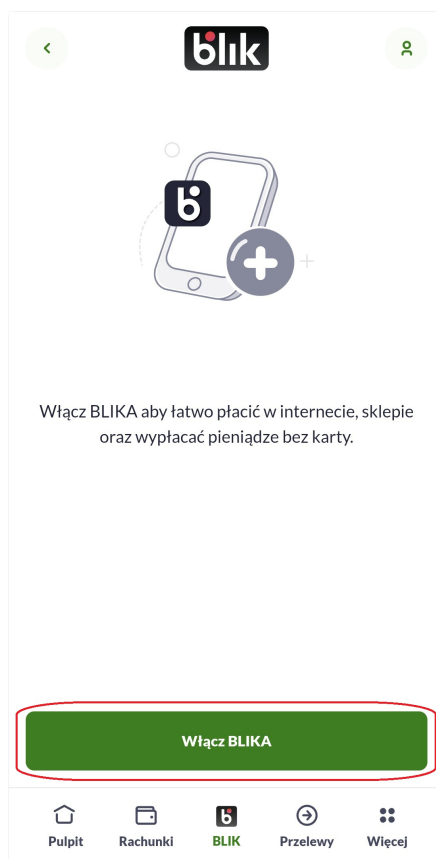 blik
Włącz BLIKA aby łatwo płacić w internecie, sklepie
oraz wypłacać pieniądze bez karty.
Włącz BLIKA
Pulpit
Rachunki
BLIK
Przelewy
Więcej